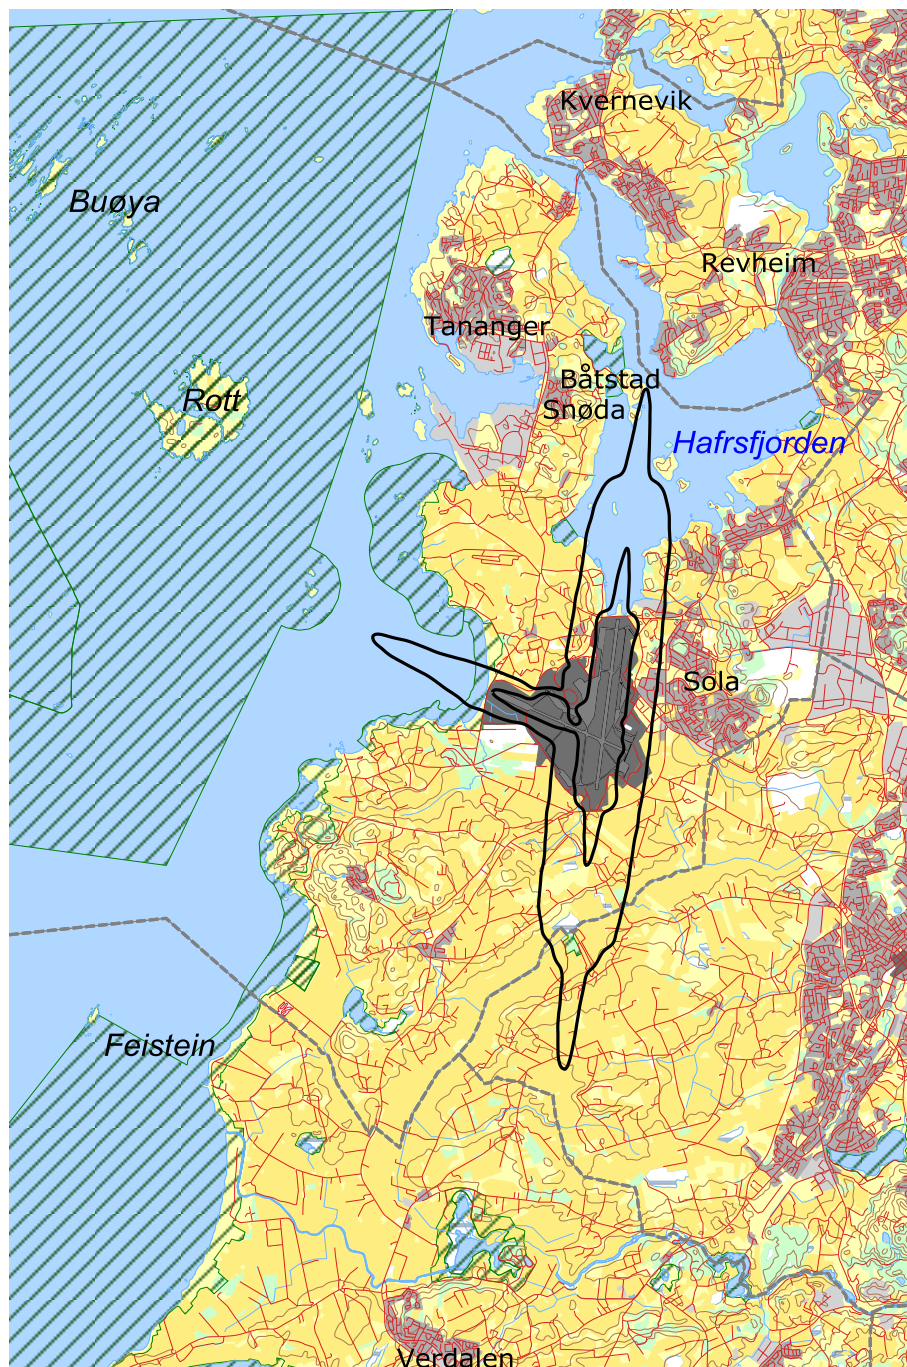 Kvernevik
Buøya
Revheim
Tananger
Båtstad
Rott
Snøda
Hafrsfjorden
Sola
Feistein
Verdalen